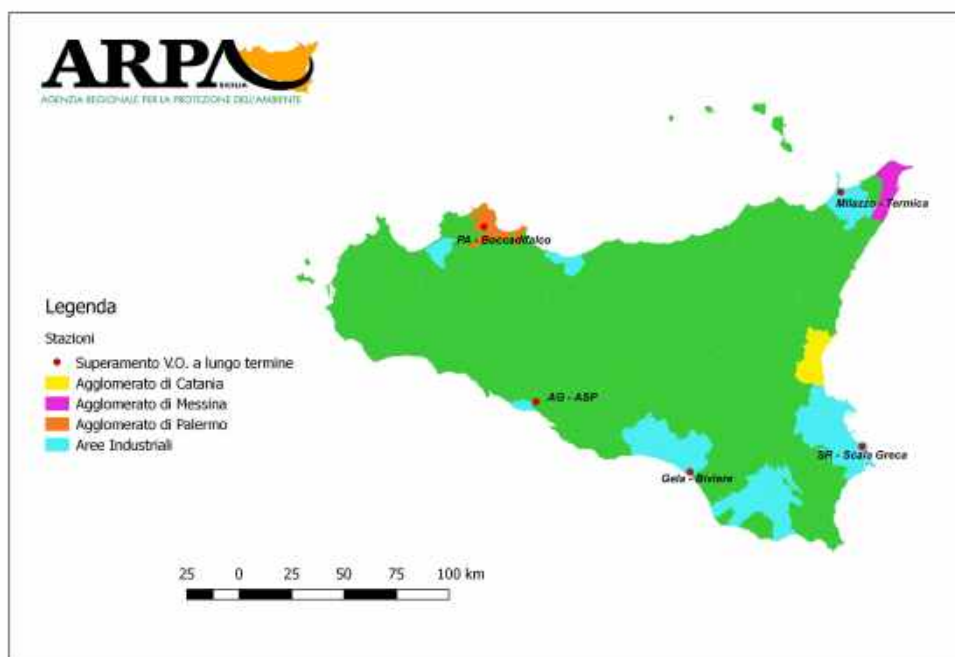 ARPA
SICILIA
AGENZIA REGIONALE PER LA PROTEZIONE DELL'AMBIENTE
Milazzo - Termica
PA - Boccadifalco
Legenda
Stazioni
Superamento V.O. a lungo termine
Agglomerato di Catania
Agglomerato di Messina
Agglomerato di Palermo
Aree Industriali
AG - ASP
SR - Scala Greca
Gela - Biviere
25 0 25 50 75 100 km